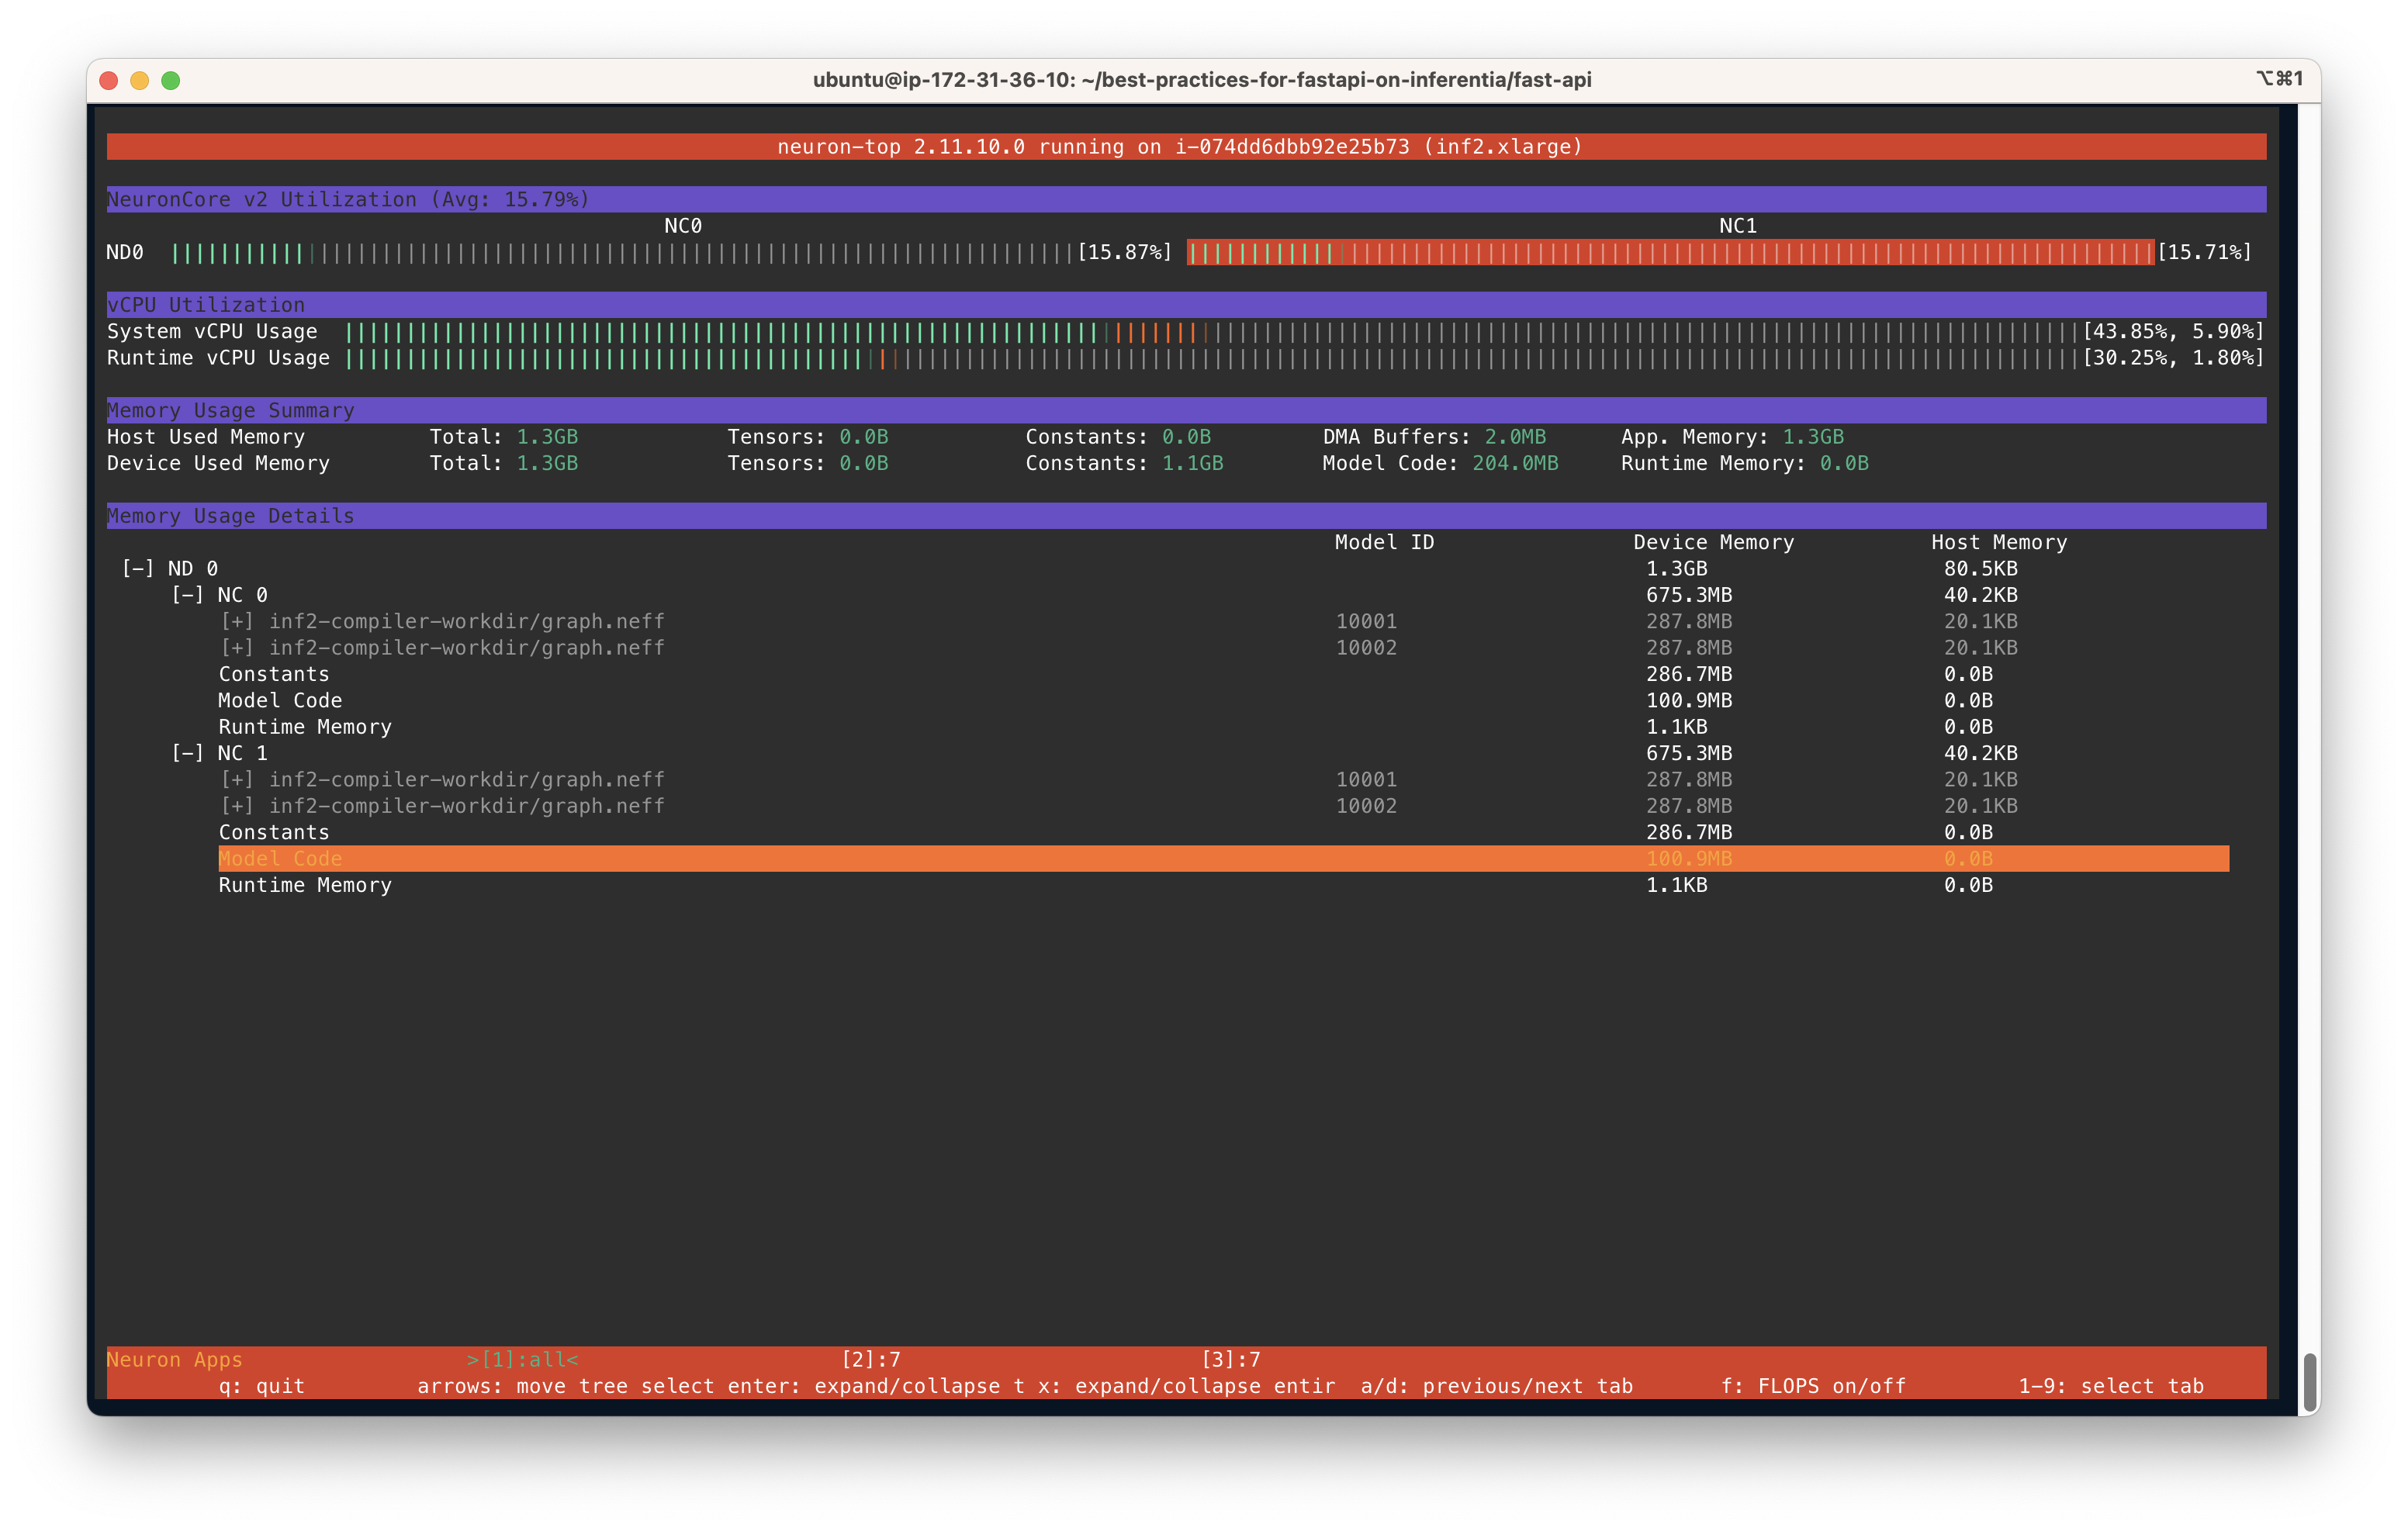 ubuntu@ip-172-31-36-10: ~/best-practices-for-fastapi-on-inferentia/fast-api ⌥⌘1
neuron-top 2.11.10.0 running on i-074dd6dbb92e25b73 (inf2.xlarge)
NeuronCore v2 Utilization (Avg: 15.79%)
NC0 NC1
ND0 [15.87%] [15.71%]
vCPU Utilization
System vCPU Usage [43.85%, 5.90%]
Runtime vCPU Usage [30.25%, 1.80%]
Memory Usage Summary
Host Used Memory Total: 1.3GB Tensors: 0.0B Constants: 0.0B DMA Buffers: 2.0MB App. Memory: 1.3GB
Device Used Memory Total: 1.3GB Tensors: 0.0B Constants: 1.1GB Model Code: 204.0MB Runtime Memory: 0.0B
Memory Usage Details
Model ID Device Memory Host Memory
[-] ND 0 1.3GB 80.5KB
[-] NC 0 675.3MB 40.2KB
[+] inf2-compiler-workdir/graph.neff 10001 287.8MB 20.1KB
[+] inf2-compiler-workdir/graph.neff 10002 287.8MB 20.1KB
Constants 286.7MB 0.0B
Model Code 100.9MB 0.0B
Runtime Memory 1.1KB 0.0B
[-] NC 1 675.3MB 40.2KB
[+] inf2-compiler-workdir/graph.neff 10001 287.8MB 20.1KB
[+] inf2-compiler-workdir/graph.neff 10002 287.8MB 20.1KB
Constants 286.7MB 0.0B
Model Code 100.9MB 0.0B
Runtime Memory 1.1KB 0.0B
Neuron Apps >[1]:all< [2]:7 [3]:7
q: quit arrows: move tree select enter: expand/collapse t x: expand/collapse entir a/d: previous/next tab f: FLOPS on/off 1-9: select tab